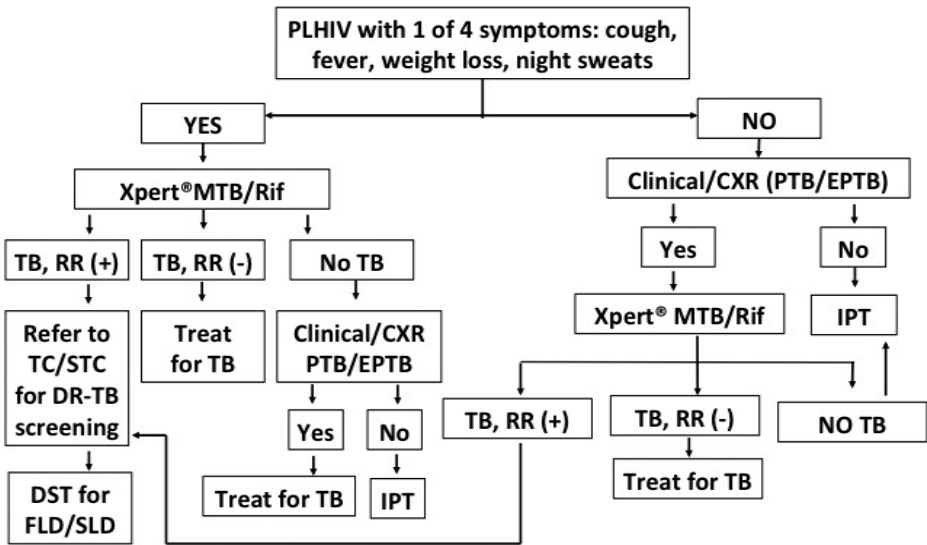 PLHIV with 1 of 4 symptoms: cough,
fever, weight loss, night sweats
YES
NO
Xpert®MTB/Rif
Clinical/CXR (PTB/EPTB)
TB, RR (+)
TB, RR (-)
No TB
Yes
No
Refer to
TC/STC
for DR-TB
screening
Treat
for TB
Clinical/CXR
PTB/EPTB
Xpert® MTB/Rif
IPT
Yes
No
TB, RR (+)
TB, RR (-)
NO TB
DST for
FLD/SLD
Treat for TB
IPT
Treat for TB